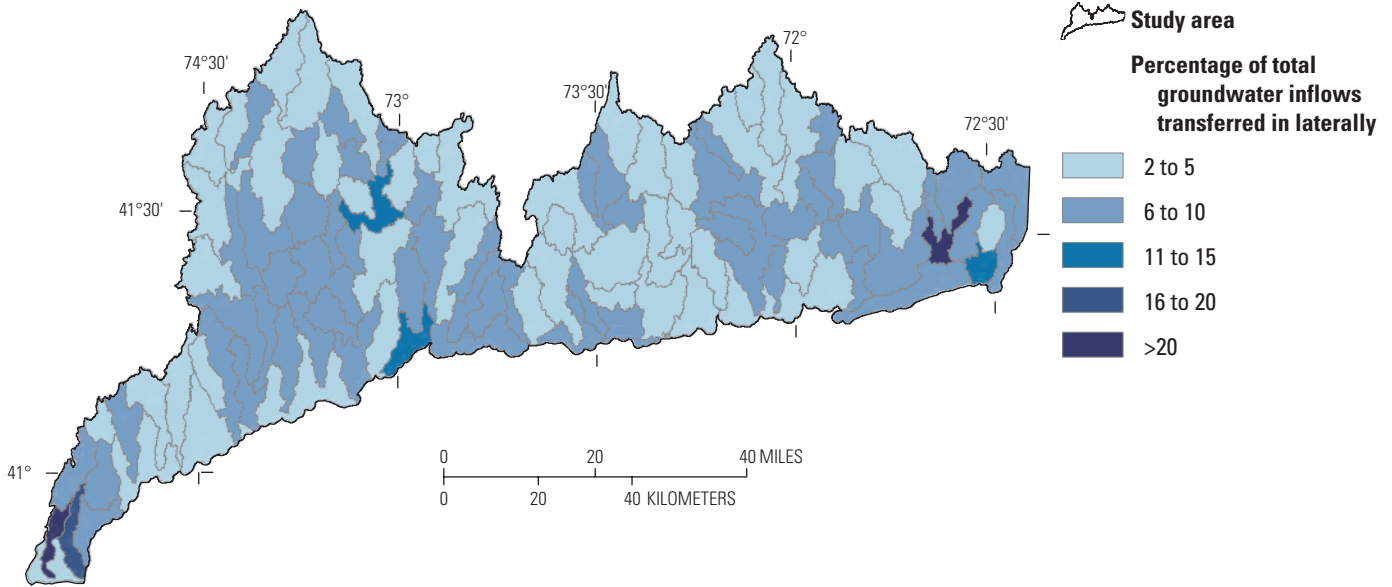 72°
74°30'
73°30'
73°
72°30'
41°30'
41°
0 20 40 MILES
0 20 40 KILOMETERS
Study area
Percentage of total
groundwater inflows
transferred in laterally
2 to 5
6 to 10
11 to 15
16 to 20
>20